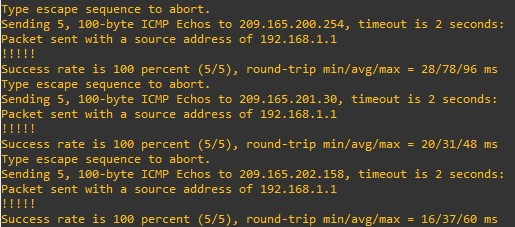 Type escape sequence to abort.
Sending 5, 100-byte ICMP Echos to 209.165.200.254, timeout is 2 seconds:
Packet sent with a source address of 192.168.1.1
!!!!!
Success rate is 100 percent (5/5), round-trip min/avg/max = 28/78/96 ms
Type escape sequence to abort.
Sending 5, 100-byte ICMP Echos to 209.165.201.30, timeout is 2 seconds:
Packet sent with a source address of 192.168.1.1
!!!!!
Success rate is 100 percent (5/5), round-trip min/avg/max = 20/31/48 ms
Type escape sequence to abort.
Sending 5, 100-byte ICMP Echos to 209.165.202.158, timeout is 2 seconds:
Packet sent with a source address of 192.168.1.1
!!!!!
Success rate is 100 percent (5/5), round-trip min/avg/max = 16/37/60 ms